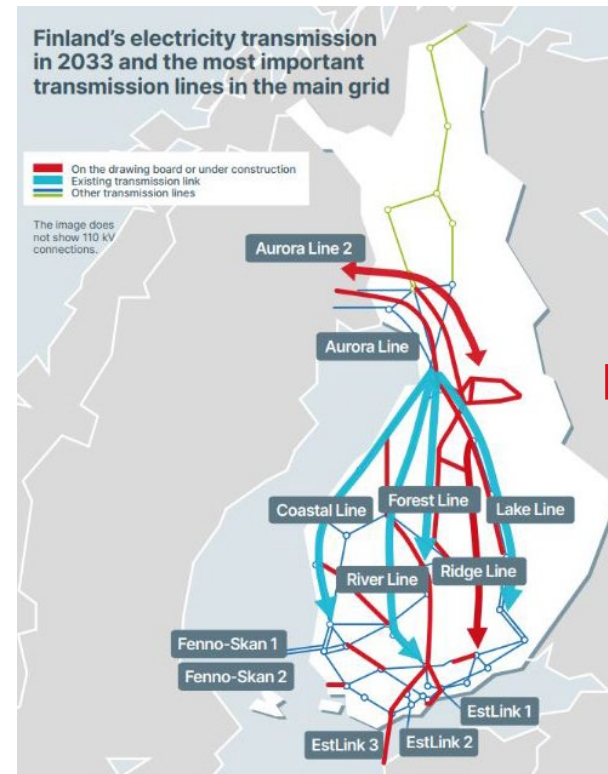 Finland's electricity transmission
in 2033 and the most important
transmission lines in the main grid
On the drawing board or under construction
Existing transmission link
Other transmission lines
The image does
not show 110 kV
connections.
Aurora Line 2
Aurora Line
Coastal Line
Forest Line
Lake Line
River Line
Ridge Line
Fenno-Skan 1
Fenno-Skan 2
EstLink 1
EstLink 2
EstLink 3